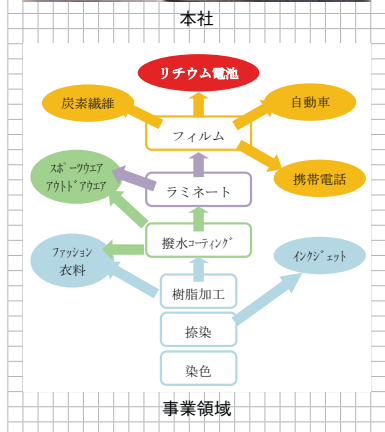 本社
リチウム電池
炭素繊維
自動車
フィルム
スポーツウエア
アウトドアウエア
ラミネート
携帯電話
撥水コーティング
ファッション
衣料
インクジェット
樹脂加工
捺染
染色
事業領域